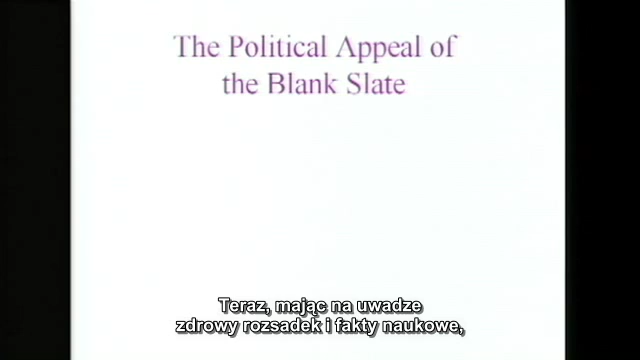 The Political Appeal of
the Blank Slate
Teraz, mając na uwadze
zdrowy rozsadek i fakty naukowe,